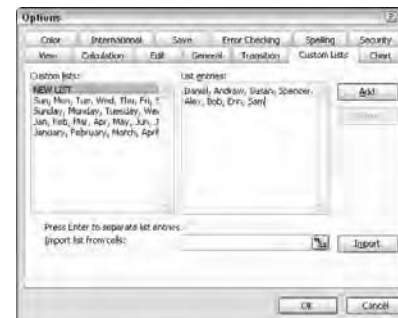 Options
Color International Save Error Checking Spelling Security
View Calculation Edit General Transition Custom Lists Chart
Custom lists:
List entries:
NEW LIST
Sun, Mon, Tue, Wed, Thu, Fri, S
Sunday, Monday, Tuesday, Wed
Jan, Feb, Mar, Apr, May, Jun, J
January, February, March, April
Daniel, Andrew, Susan, Spencer,
Alex, Bob, Erin, Sam
Add
Press Enter to separate list entries.
Import list from cells:
Import
OK Cancel